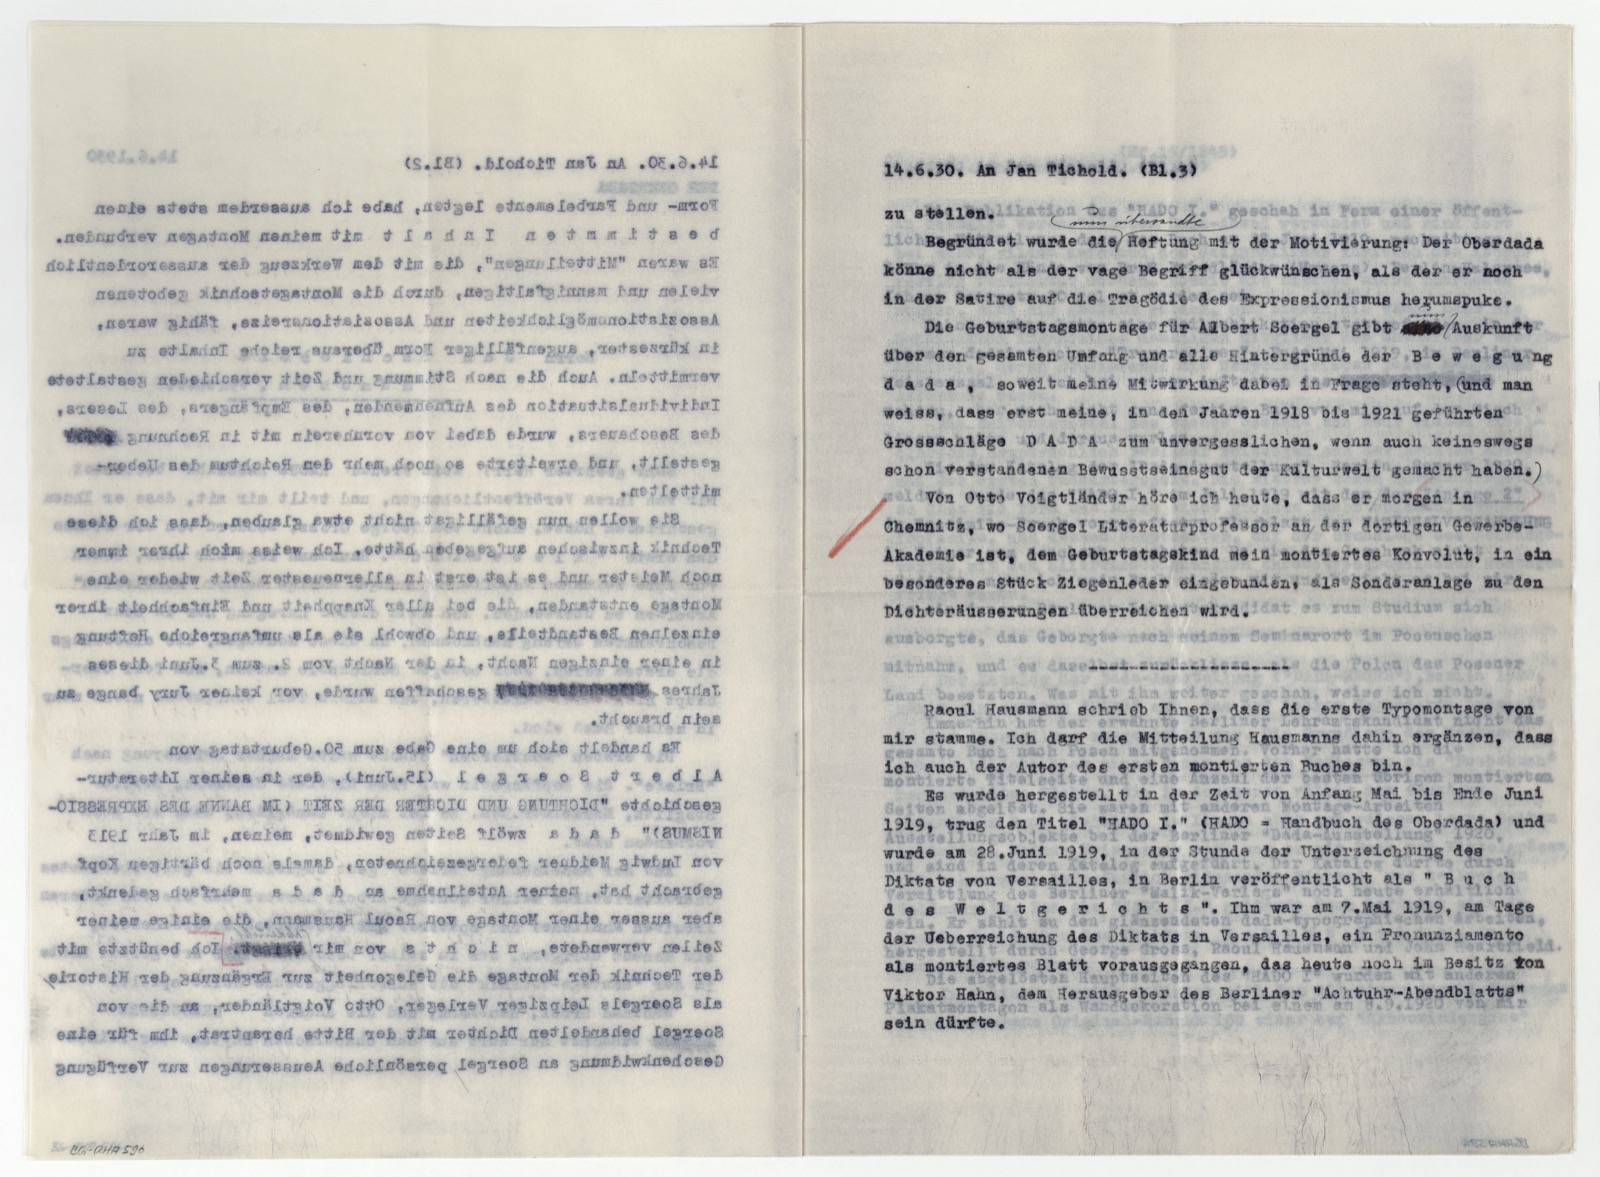 14.6.30. An Jan Tichold. (Bl.2)
14.6.1930
Form- und Farbelemente legten, habe ich ausserdem stets einen
b e s t i m m t e n   I n h a l t  mit meinen Montagen verbunden.
Es waren "Mitteilungen", die mit dem Werkzeug der ausserordentlich
vielen und mannigfaltigen, durch die Montagetechnik gebotenen
Assoziationsmöglichkeiten und Assoziationsreize, fähig waren,
in kürzester, augenfälliger Form überaus reiche Inhalte zu
vermitteln. Auch die nach Stimmung und Zeit verschieden gestaltete
Individualsituation des Aufnehmenden, des Empfängers, des Lesers,
des Beschauers, wurde dabei von vornherein mit in Rechnung
gestellt, und erweiterte so noch mehr den Reichtum des Ueber-
mittelten.
Sie wollen nun gefälligst nicht etwa glauben, dass ich diese
Technik inzwischen aufgegeben hätte. Ich weiss mich ihrer immer
noch Meister und es ist erst in allerneuester Zeit wieder eine
Montage entstanden, die bei aller Knappheit und Einfachheit ihrer
einzelnen Bestandteile, und obwohl sie als umfangreiche Heftung
in einer einzigen Nacht, in der Nacht vom 2. zum 3.Juni dieses
Jahres geschaffen wurde, vor keiner Jury bange zu
sein braucht.
Es handelt sich um eine Gabe zum 50.Geburtstag von
A l b e r t  S o e r g e l  (15.Juni), der in seiner Literatur-
geschichte "DICHTUNG UND DICHTER DER ZEIT (IM BANNE DES EXPRESSIO-
NISMUS)" d a d a zwölf Seiten gewidmet, meinen, im Jahr 1913
von Ludwig Meidner federgezeichneten, damals noch bärtigen Kopf
gebracht hat, meiner Anteilnahme an d a d a mehrfach gedenkt,
aber ausser einer Montage von Raoul Hausmann, die einige meiner
Zeilen verwandte, n i c h t s von mir Ich benützte mit
der Technik der Montage die Gelegenheit zur Ergänzung der Historie,
als Soergels Leipziger Verleger, Otto Voigtländer, an die von
Soergel behandelten Dichter mit der Bitte herantrat, ihm für eine
Geschenkwidmung an Soergel persönliche Aeusserungen zur Verfügung
14.6.30. An Jan Tichold. (Bl.3)
zu stellen.
nun übersandte
Begründet wurde die Heftung mit der Motivierung: Der Oberdada
könne nicht als der vage Begriff glückwünschen, als der er noch
in der Satire auf die Tragödie des Expressionismus herumspuke.
nun
Die Geburtstagsmontage für Albert Soergel gibt Auskunft
über den gesamten Umfang und alle Hintergründe der B e w e g u n g
d a d a , soweit meine Mitwirkung dabei in Frage steht, (und man
weiss, dass erst meine, in den Jahren 1918 bis 1921 geführten
Grossschläge D A D A zum unvergesslichen, wenn auch keineswegs
schon verstandenen Bewusstseinsgut der Kulturwelt gemacht haben.)
Von Otto Voigtländer höre ich heute, dass er morgen in
Chemnitz, wo Soergel Literaturprofessor an der dortigen Gewerbe-
Akademie ist, dem Geburtstagskind mein montiertes Konvolut, in ein
besonderes Stück Ziegenleder eingebunden, als Sonderanlage zu den
Dichteräusserungen überreichen wird.
Raoul Hausmann schrieb Ihnen, dass die erste Typomontage von
mir stamme. Ich darf die Mitteilung Hausmanns dahin ergänzen, dass
ich auch der Autor des ersten montierten Buches bin.
Es wurde hergestellt in der Zeit von Anfang Mai bis Ende Juni
1919, trug den Titel "HADO I." (HADO = Handbuch des Oberdada) und
wurde am 28.Juni 1919, in der Stunde der Unterzeichnung des
Diktats von Versailles, in Berlin veröffentlicht als " B u c h
d e s  W e l t g e r i c h t s ". Ihm war am 7.Mai 1919, am Tage
der Ueberreichung des Diktats in Versailles, ein Pronunziamento
als montiertes Blatt vorausgegangen, das heute noch im Besitz von
Viktor Hahn, dem Herausgeber des Berliner "Achtuhr-Abendblatts"
sein dürfte.